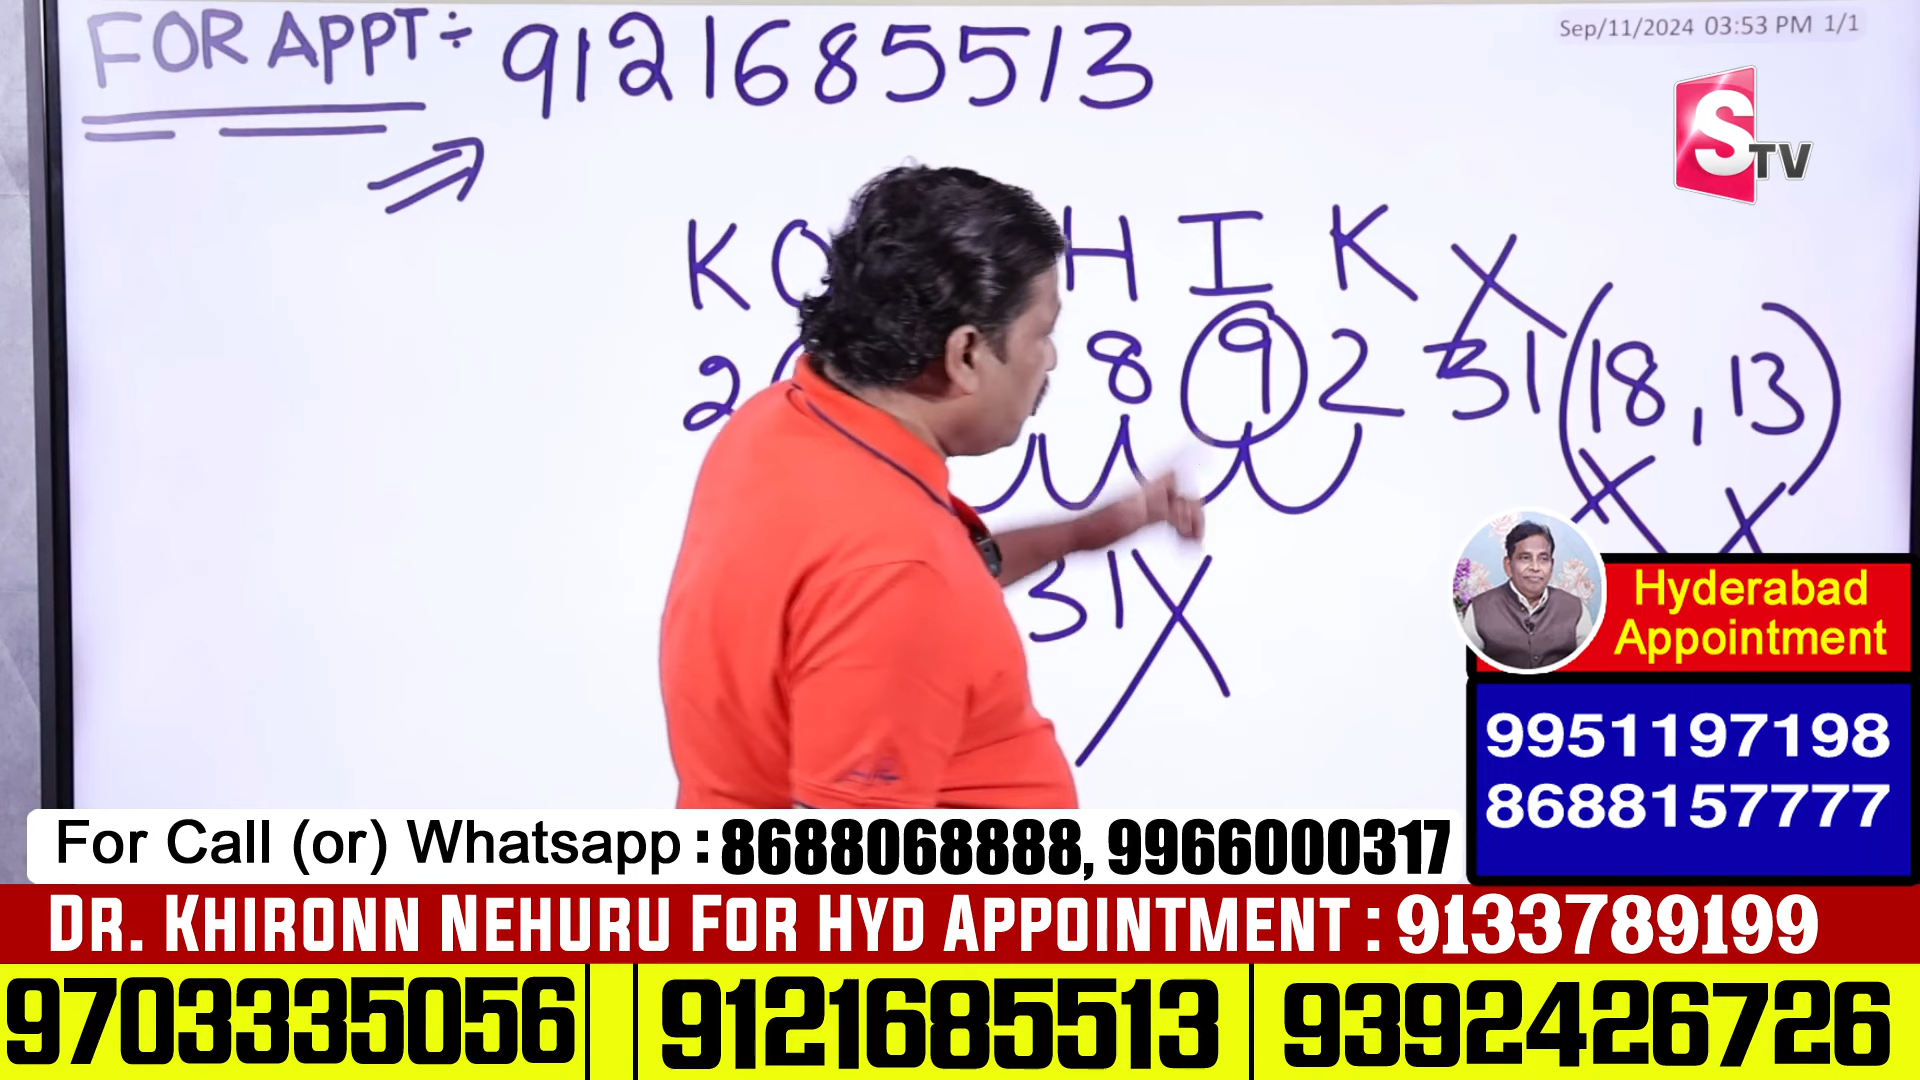 FOR APPT ÷ 9121685513
Sep/11/2024 03:53 PM 1/1
S TV
⇒
K O H I K X
2 8 9 2 31 (18, 13)
X X
31 X
Hyderabad
Appointment
9951197198
8688157777
For Call (or) Whatsapp : 8688068888, 9966000317
DR. KHIRONN NEHURU FOR HYD APPOINTMENT : 9133789199
9703335056 9121685513 9392426726